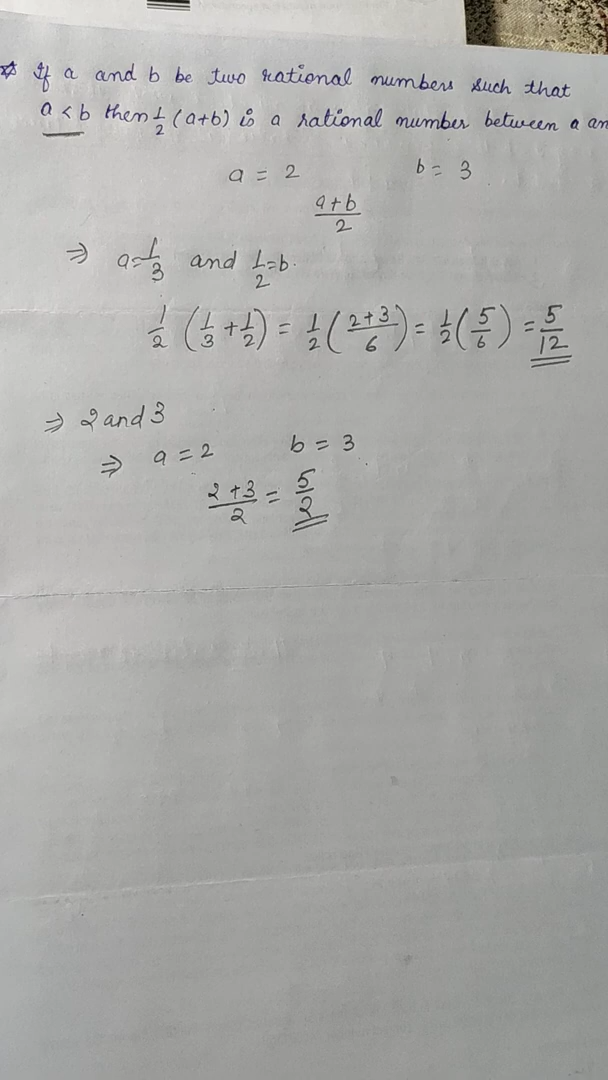 ☆ If a and b be two rational numbers such that
a < b then 1/2 (a+b) is a rational number between a an
a = 2 b = 3
a+b/2
⇒ a=1/3 and 1/2=b.
1/2 (1/3 + 1/2) = 1/2 (2+3/6) = 1/2 (5/6) = 5/12
⇒ 2 and 3
⇒ a = 2 b = 3
2+3/2 = 5/2